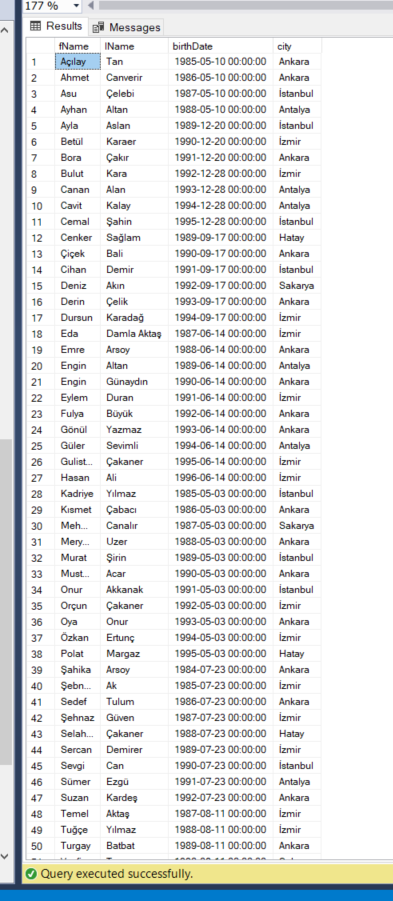 177 %
Results Messages
fName lName birthDate city
1 Açılay Tan 1985-05-10 00:00:00 Ankara
2 Ahmet Canverir 1986-05-10 00:00:00 Ankara
3 Asu Çelebi 1987-05-10 00:00:00 İstanbul
4 Ayhan Altan 1988-05-10 00:00:00 Antalya
5 Ayla Aslan 1989-12-20 00:00:00 İstanbul
6 Betül Karaer 1990-12-20 00:00:00 İzmir
7 Bora Çakır 1991-12-20 00:00:00 Ankara
8 Bulut Kara 1992-12-28 00:00:00 İzmir
9 Canan Alan 1993-12-28 00:00:00 Antalya
10 Cavit Kalay 1994-12-28 00:00:00 Antalya
11 Cemal Şahin 1995-12-28 00:00:00 İstanbul
12 Cenker Sağlam 1989-09-17 00:00:00 Hatay
13 Çiçek Bali 1990-09-17 00:00:00 Ankara
14 Cihan Demir 1991-09-17 00:00:00 İstanbul
15 Deniz Akın 1992-09-17 00:00:00 Sakarya
16 Derin Çelik 1993-09-17 00:00:00 Ankara
17 Dursun Karadağ 1994-09-17 00:00:00 İzmir
18 Eda Damla Aktaş 1987-06-14 00:00:00 İzmir
19 Emre Arsoy 1988-06-14 00:00:00 Ankara
20 Engin Altan 1989-06-14 00:00:00 Antalya
21 Engin Günaydın 1990-06-14 00:00:00 Ankara
22 Eylem Duran 1991-06-14 00:00:00 İzmir
23 Fulya Büyük 1992-06-14 00:00:00 Ankara
24 Gönül Yazmaz 1993-06-14 00:00:00 Ankara
25 Güler Sevimli 1994-06-14 00:00:00 Antalya
26 Gulist... Çakaner 1995-06-14 00:00:00 İzmir
27 Hasan Ali 1996-06-14 00:00:00 İzmir
28 Kadriye Yılmaz 1985-05-03 00:00:00 İstanbul
29 Kısmet Çabacı 1986-05-03 00:00:00 Ankara
30 Meh... Canalır 1987-05-03 00:00:00 Sakarya
31 Mery... Uzer 1988-05-03 00:00:00 Ankara
32 Murat Şirin 1989-05-03 00:00:00 İstanbul
33 Must... Acar 1990-05-03 00:00:00 Ankara
34 Onur Akkanak 1991-05-03 00:00:00 İstanbul
35 Orçun Çakaner 1992-05-03 00:00:00 İzmir
36 Oya Onur 1993-05-03 00:00:00 Ankara
37 Özkan Ertunç 1994-05-03 00:00:00 İzmir
38 Polat Margaz 1995-05-03 00:00:00 Hatay
39 Şahika Arsoy 1984-07-23 00:00:00 Ankara
40 Şebn... Ak 1985-07-23 00:00:00 İzmir
41 Sedef Tulum 1986-07-23 00:00:00 Ankara
42 Şehnaz Güven 1987-07-23 00:00:00 İzmir
43 Selah... Çakaner 1988-07-23 00:00:00 Hatay
44 Sercan Demirer 1989-07-23 00:00:00 İzmir
45 Sevgi Can 1990-07-23 00:00:00 İstanbul
46 Sümer Ezgü 1991-07-23 00:00:00 Antalya
47 Suzan Kardeş 1992-07-23 00:00:00 Ankara
48 Temel Aktaş 1987-08-11 00:00:00 İzmir
49 Tuğçe Yılmaz 1988-08-11 00:00:00 İzmir
50 Turgay Batbat 1989-08-11 00:00:00 Ankara
Query executed successfully.